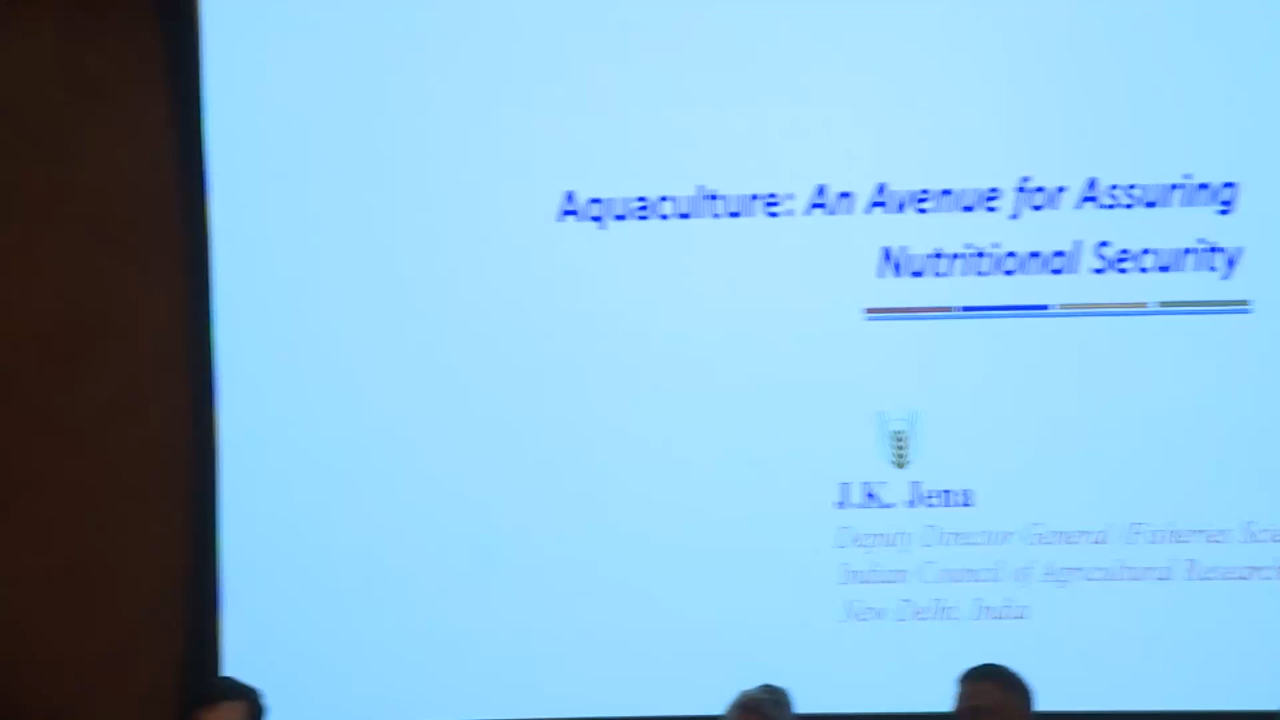 Aquaculture: An Avenue for Assuring
Nutritional Security
J.K. Jena
Deputy Director General (Fisheries
Indian Council of Agricultural Research
New Delhi, India